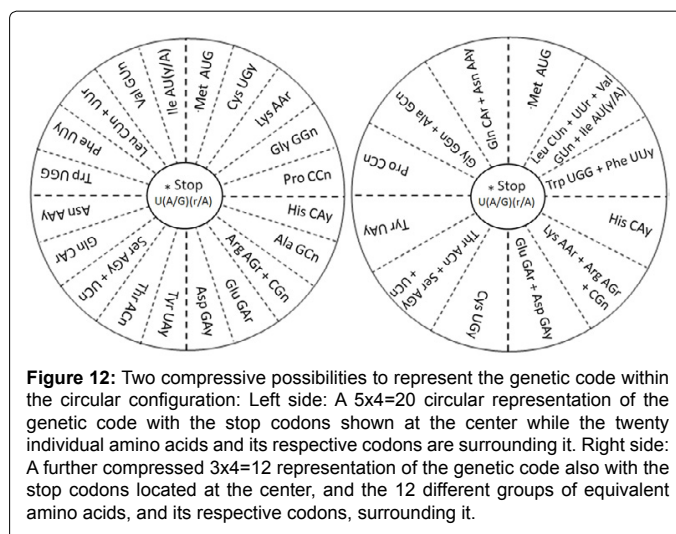 ·Met AUG
Cys UGy
Lys AAr
Gly GGn
Pro CCn
His CAy
Ala GCn
Arg AGr + CGn
Glu GAr
Asp GAy
Tyr UAy
Thr ACn
Ser AGy + UCn
Gln CAr
Asn AAy
Trp UGG
Phe UUy
Leu CUn + UUr
Val GUn
Ile AU(y/A)
* Stop
U(A/G)(r/A)
·Met AUG
Leu CUn + UUr + Val
GUn + Ile AU(y/A)
Trp UGG + Phe UUy
His CAy
Lys AAr + Arg AGr
+ CGn
Glu GAr + Asp GAy
Cys UGy
Thr ACn + Ser AGy
+ UCn
Tyr UAy
Pro CCn
Gly GGn + Ala GCn
Gln CAr + Asn AAy
* Stop
U(A/G)(r/A)
Figure 12: Two compressive possibilities to represent the genetic code within
the circular configuration: Left side: A 5x4=20 circular representation of the
genetic code with the stop codons shown at the center while the twenty
individual amino acids and its respective codons are surrounding it. Right side:
A further compressed 3x4=12 representation of the genetic code also with the
stop codons located at the center, and the 12 different groups of equivalent
amino acids, and its respective codons, surrounding it.